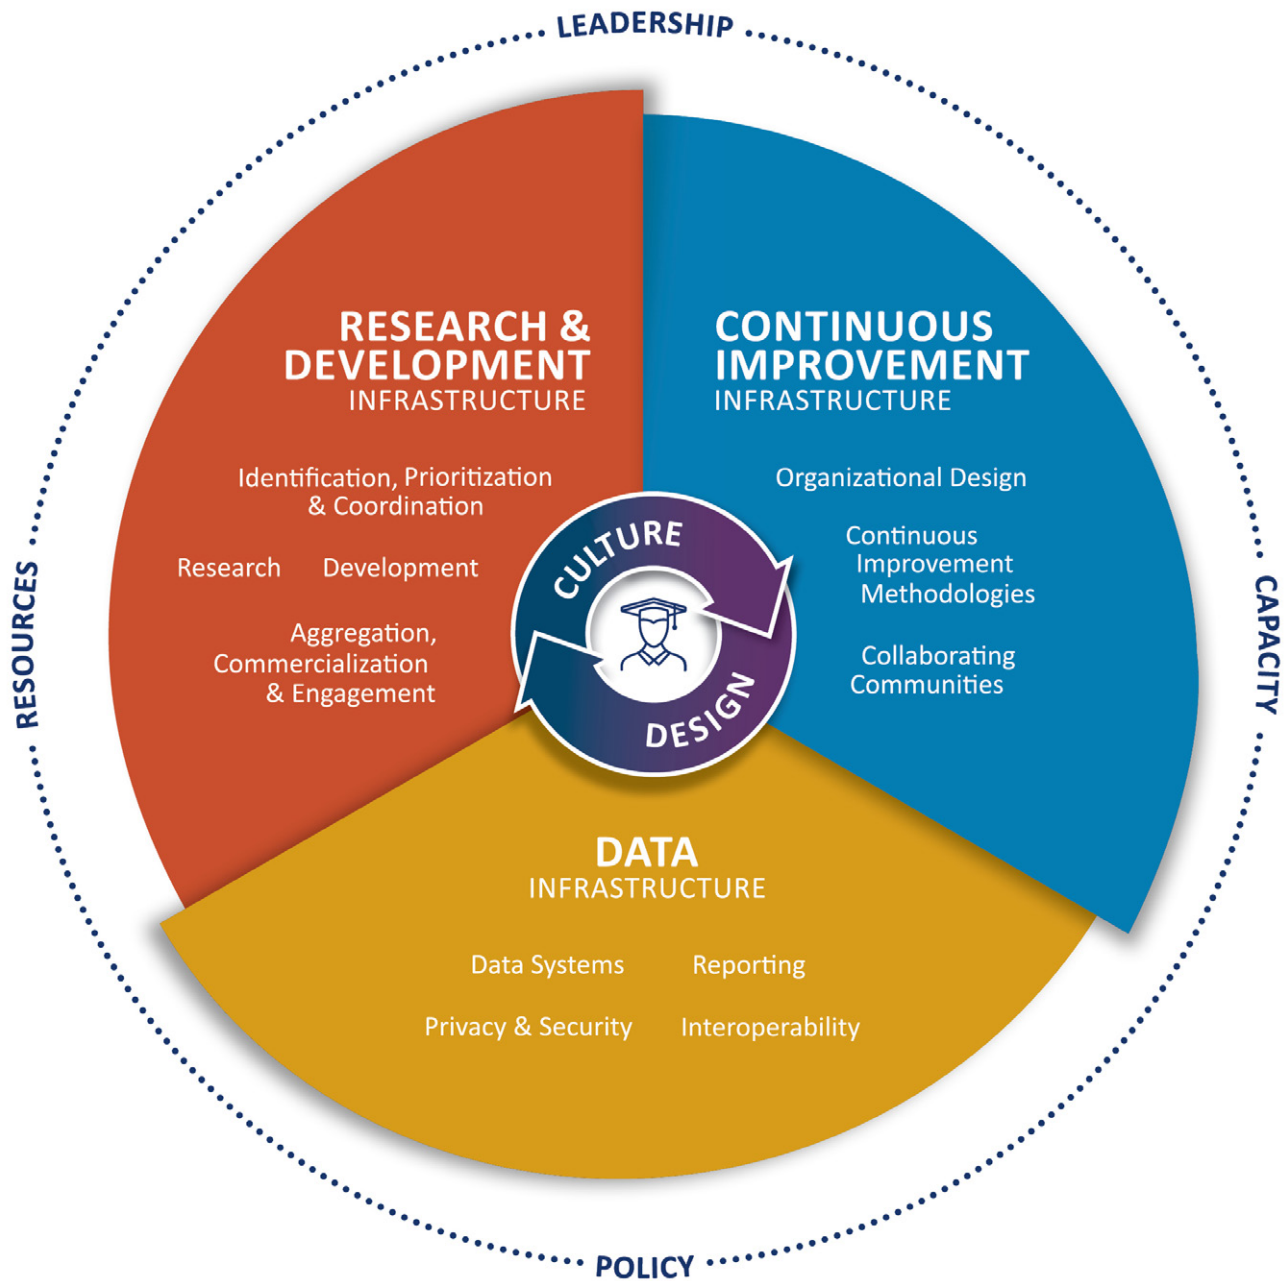 LEADERSHIP
RESEARCH &
DEVELOPMENT
INFRASTRUCTURE
Identification, Prioritization
& Coordination
Research Development
Aggregation,
Commercialization
& Engagement
CONTINUOUS
IMPROVEMENT
INFRASTRUCTURE
Organizational Design
Continuous
Improvement
Methodologies
Collaborating
Communities
CULTURE
DESIGN
RESOURCES
CAPACITY
DATA
INFRASTRUCTURE
Data Systems Reporting
Privacy & Security Interoperability
POLICY